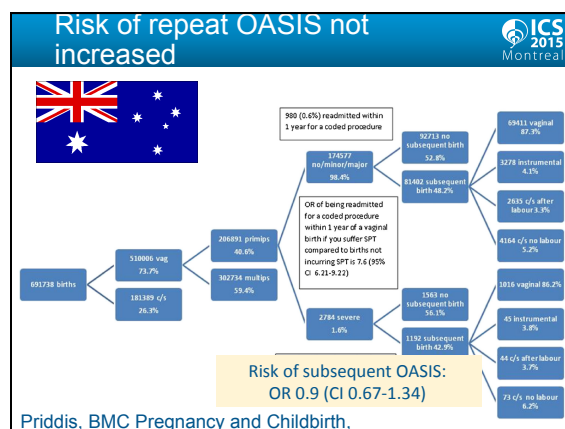 Risk of repeat OASIS not
increased
ICS
2015
Montreal
980 (0.6%) readmitted within
1 year for a coded procedure
92713 no
subsequent birth
52.8%
69411 vaginal
87.3%
174577
no/minor/major
98.4%
3278 instrumental
4.1%
81402 subsequent
birth 48.2%
2635 c/s after
labour 3.3%
4164 c/s no labour
5.2%
OR of being readmitted
for a coded procedure
within 1 year of a vaginal
birth if you suffer SPT
compared to births not
incurring SPT is 7.6 (95%
CI 6.21-9.22)
206891 primips
40.6%
510006 vag
73.7%
302734 multips
59.4%
691738 births
181389 c/s
26.3%
1563 no subsequent
birth
56.1%
1016 vaginal 86.2%
2784 severe
1.6%
45 instrumental
3.8%
1192 subsequent
birth 42.9%
44 c/s after labour
3.7%
73 c/s no labour
6.2%
Risk of subsequent OASIS:
OR 0.9 (CI 0.67-1.34)
Priddis, BMC Pregnancy and Childbirth,